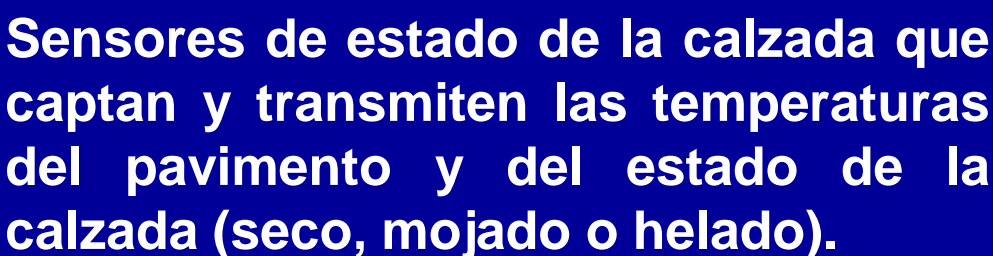 Sensores de estado de la calzada que
captan y transmiten las temperaturas
del pavimento y del estado de la
calzada (seco, mojado o helado).